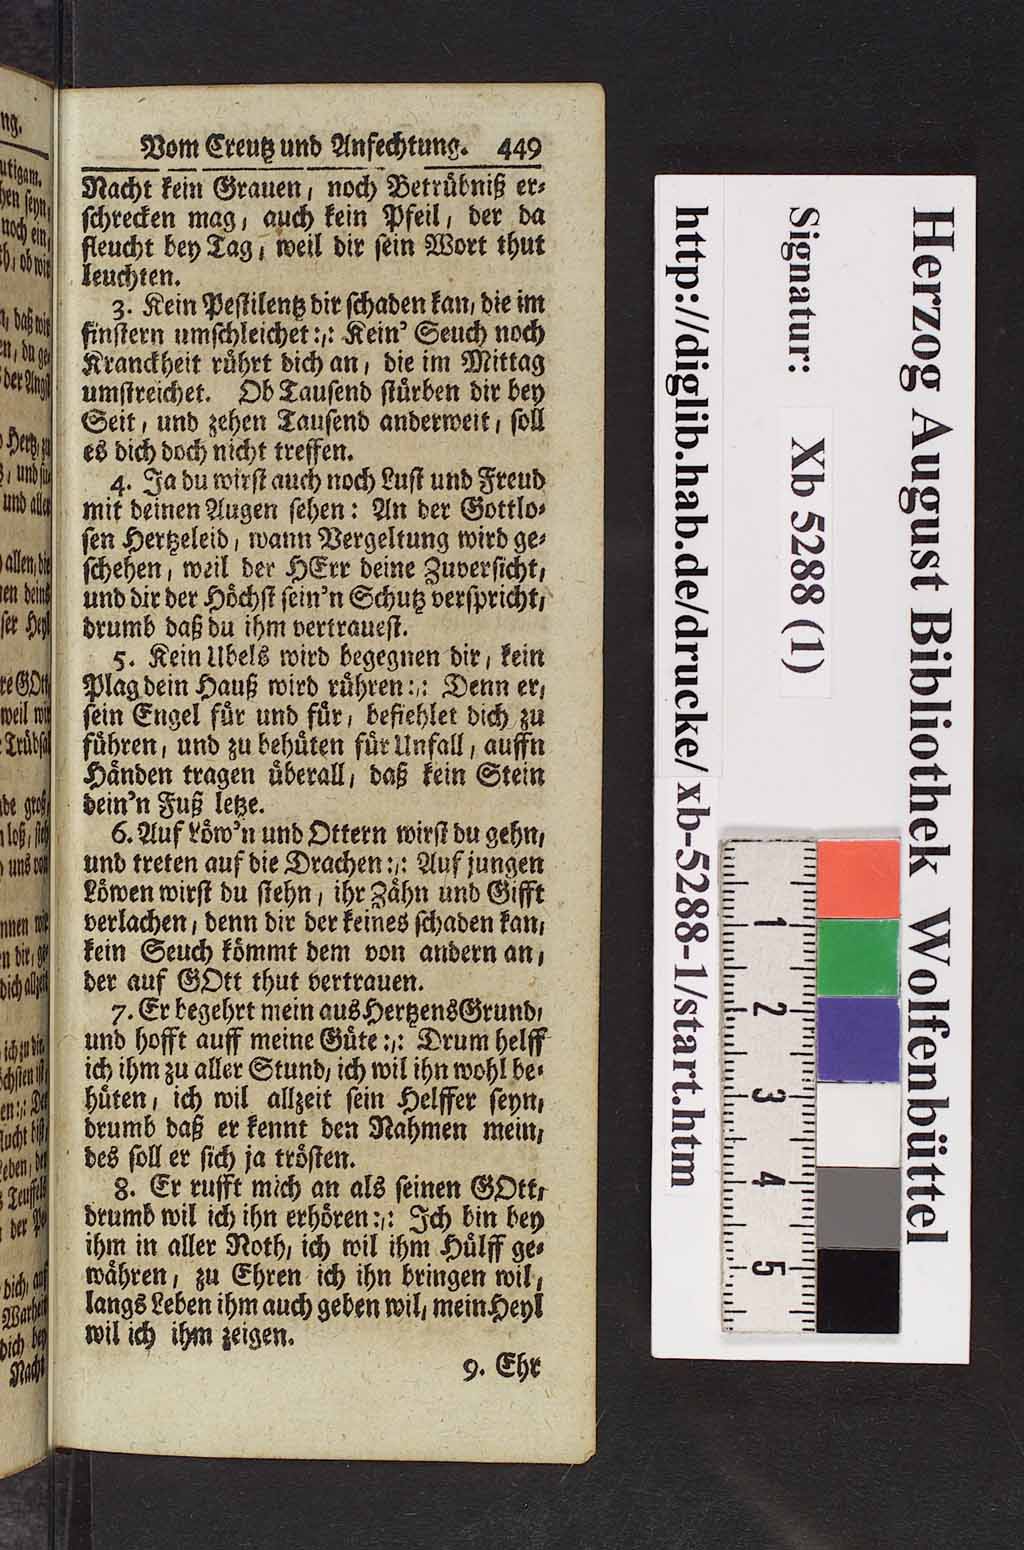 Vom Creutz und Anfechtung. 449
Nacht kein Grauen, noch Betrübniß er-
schrecken mag, auch kein Pfeil, der da
fleucht bey Tag, weil dir sein Wort thut
leuchten.
3. Kein Pestilentz dir schaden kan, die im
finstern umschleichet:,: Kein' Seuch noch
Kranckheit rührt dich an, die im Mittag
umstreichet. Ob Tausend stürben dir bey
Seit, und zehen Tausend anderweit, soll
es dich doch nicht treffen.
4. Ja du wirst auch noch Lust und Freud
mit deinen Augen sehen: An der Gottlo-
sen Hertzeleid, wann Vergeltung wird ge-
schehen, weil der HErr deine Zuversicht,
und dir der Höchst sein'n Schutz verspricht,
drumb daß du ihm vertrauest.
5. Kein Ubels wird begegnen dir, kein
Plag dein Hauß wird rühren:,: Denn er,
sein Engel für und für, befiehlet dich zu
führen, und zu behüten für Unfall, auffn
Händen tragen überall, daß kein Stein
dein'n Fuß letze.
6. Auf Löw'n und Ottern wirst du gehn,
und treten auf die Drachen:,: Auf jungen
Löwen wirst du stehn, ihr Zähn und Gifft
verlachen, denn dir der keines schaden kan,
kein Seuch kömmt dem von andern an,
der auf GOtt thut vertrauen.
7. Er begehrt mein aus Hertzens Grund,
und hofft auff meine Güte:,: Drum helff
ich ihm zu aller Stund, ich wil ihn wohl be-
hüten, ich wil allzeit sein Helffer seyn,
drumb daß er kennt den Nahmen mein,
des soll er sich ja trösten.
8. Er rufft mich an als seinen GOtt,
drumb wil ich ihn erhören:,: Ich bin bey
ihm in aller Noth, ich wil ihm Hülff ge-
währen, zu Ehren ich ihn bringen wil,
langs Leben ihm auch geben wil, mein Heyl
wil ich ihm zeigen.
9. Ehr
Herzog August Bibliothek Wolfenbüttel
Signatur: Xb 5288 (1)
http://diglib.hab.de/drucke/ xb-5288-1/start.htm
1
2
3
4
5